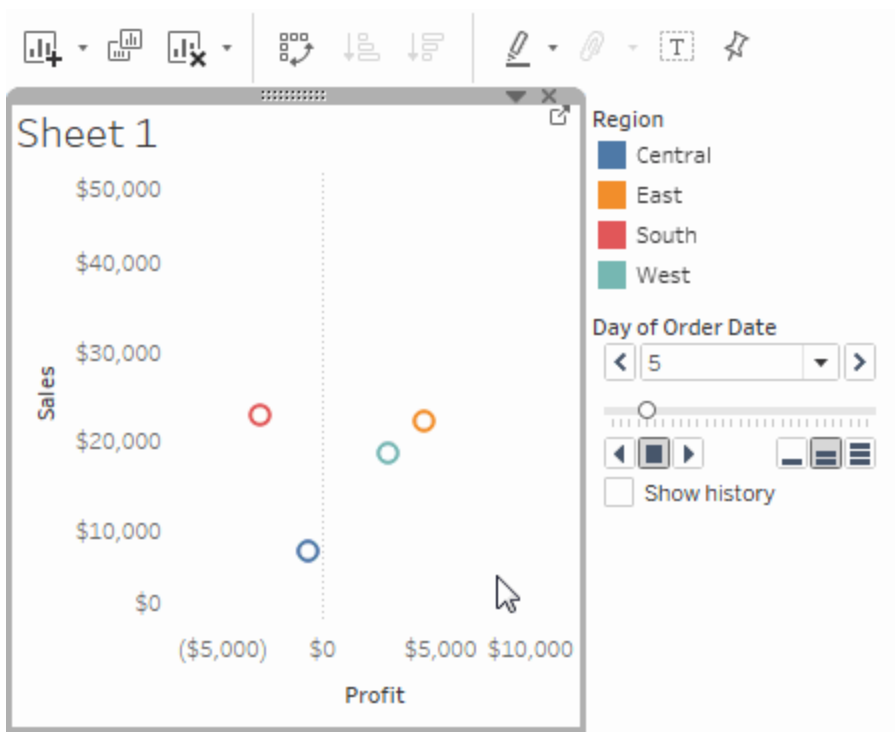 T
Sheet 1
Region
Central
East
South
West
Day of Order Date
5
Show history
$50,000
$40,000
$30,000
$20,000
$10,000
$0
Sales
($5,000) $0 $5,000 $10,000
Profit